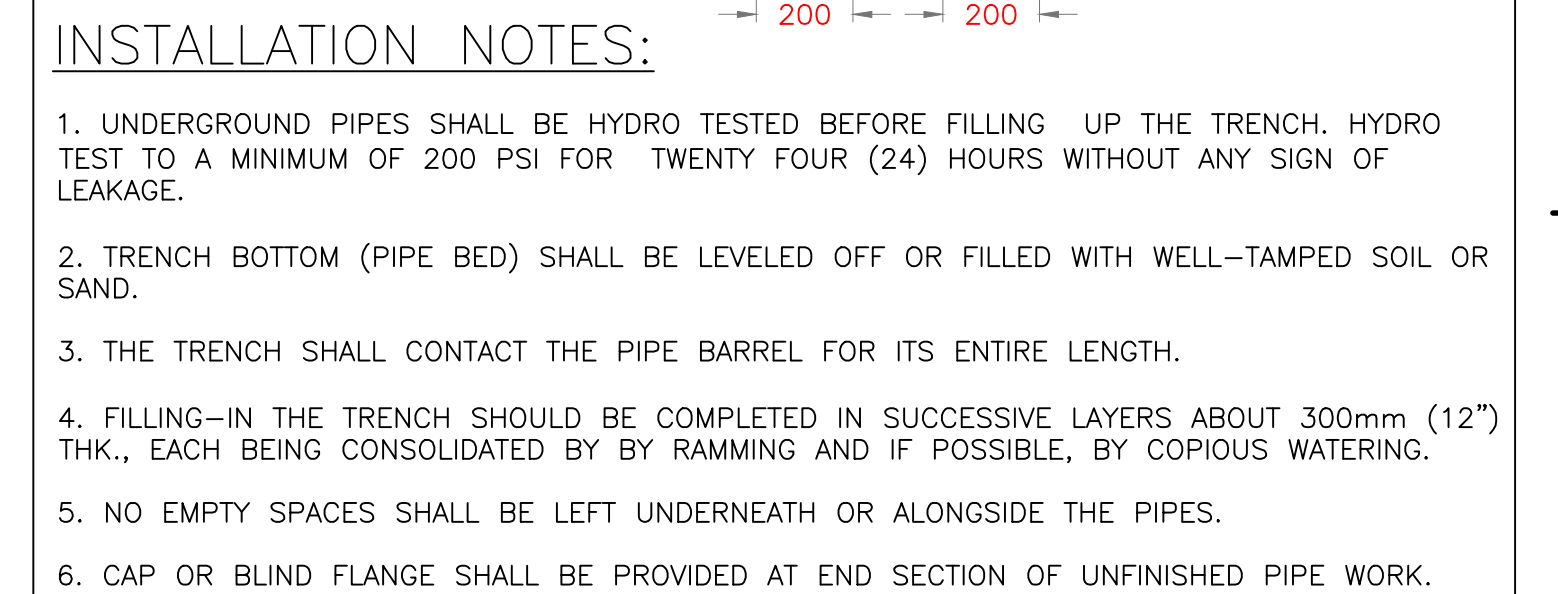 200 200
INSTALLATION NOTES:
1. UNDERGROUND PIPES SHALL BE HYDRO TESTED BEFORE FILLING UP THE TRENCH. HYDRO
TEST TO A MINIMUM OF 200 PSI FOR TWENTY FOUR (24) HOURS WITHOUT ANY SIGN OF
LEAKAGE.
2. TRENCH BOTTOM (PIPE BED) SHALL BE LEVELED OFF OR FILLED WITH WELL-TAMPED SOIL OR
SAND.
3. THE TRENCH SHALL CONTACT THE PIPE BARREL FOR ITS ENTIRE LENGTH.
4. FILLING-IN THE TRENCH SHOULD BE COMPLETED IN SUCCESSIVE LAYERS ABOUT 300mm (12")
THK., EACH BEING CONSOLIDATED BY BY RAMMING AND IF POSSIBLE, BY COPIOUS WATERING.
5. NO EMPTY SPACES SHALL BE LEFT UNDERNEATH OR ALONGSIDE THE PIPES.
6. CAP OR BLIND FLANGE SHALL BE PROVIDED AT END SECTION OF UNFINISHED PIPE WORK.